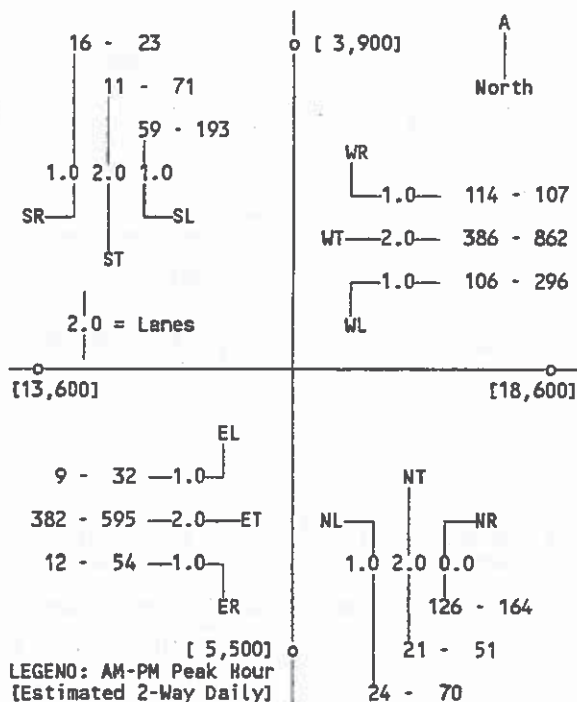 16 - 23
[ 3,900]
A
North
11 - 71
59 - 193
WR
1.0 2.0 1.0
1.0 114 - 107
SR
SL
WT 2.0 386 - 862
ST
1.0 106 - 296
WL
2.0 = Lanes
[13,600]
[18,600]
EL
9 - 32 1.0
NT
382 - 595 2.0 ET
NL
NR
12 - 54 1.0
1.0 2.0 0.0
ER
126 - 164
[ 5,500]
21 - 51
LEGENO: AM-PM Peak Hour
[Estimated 2-Way Daily]
24 - 70